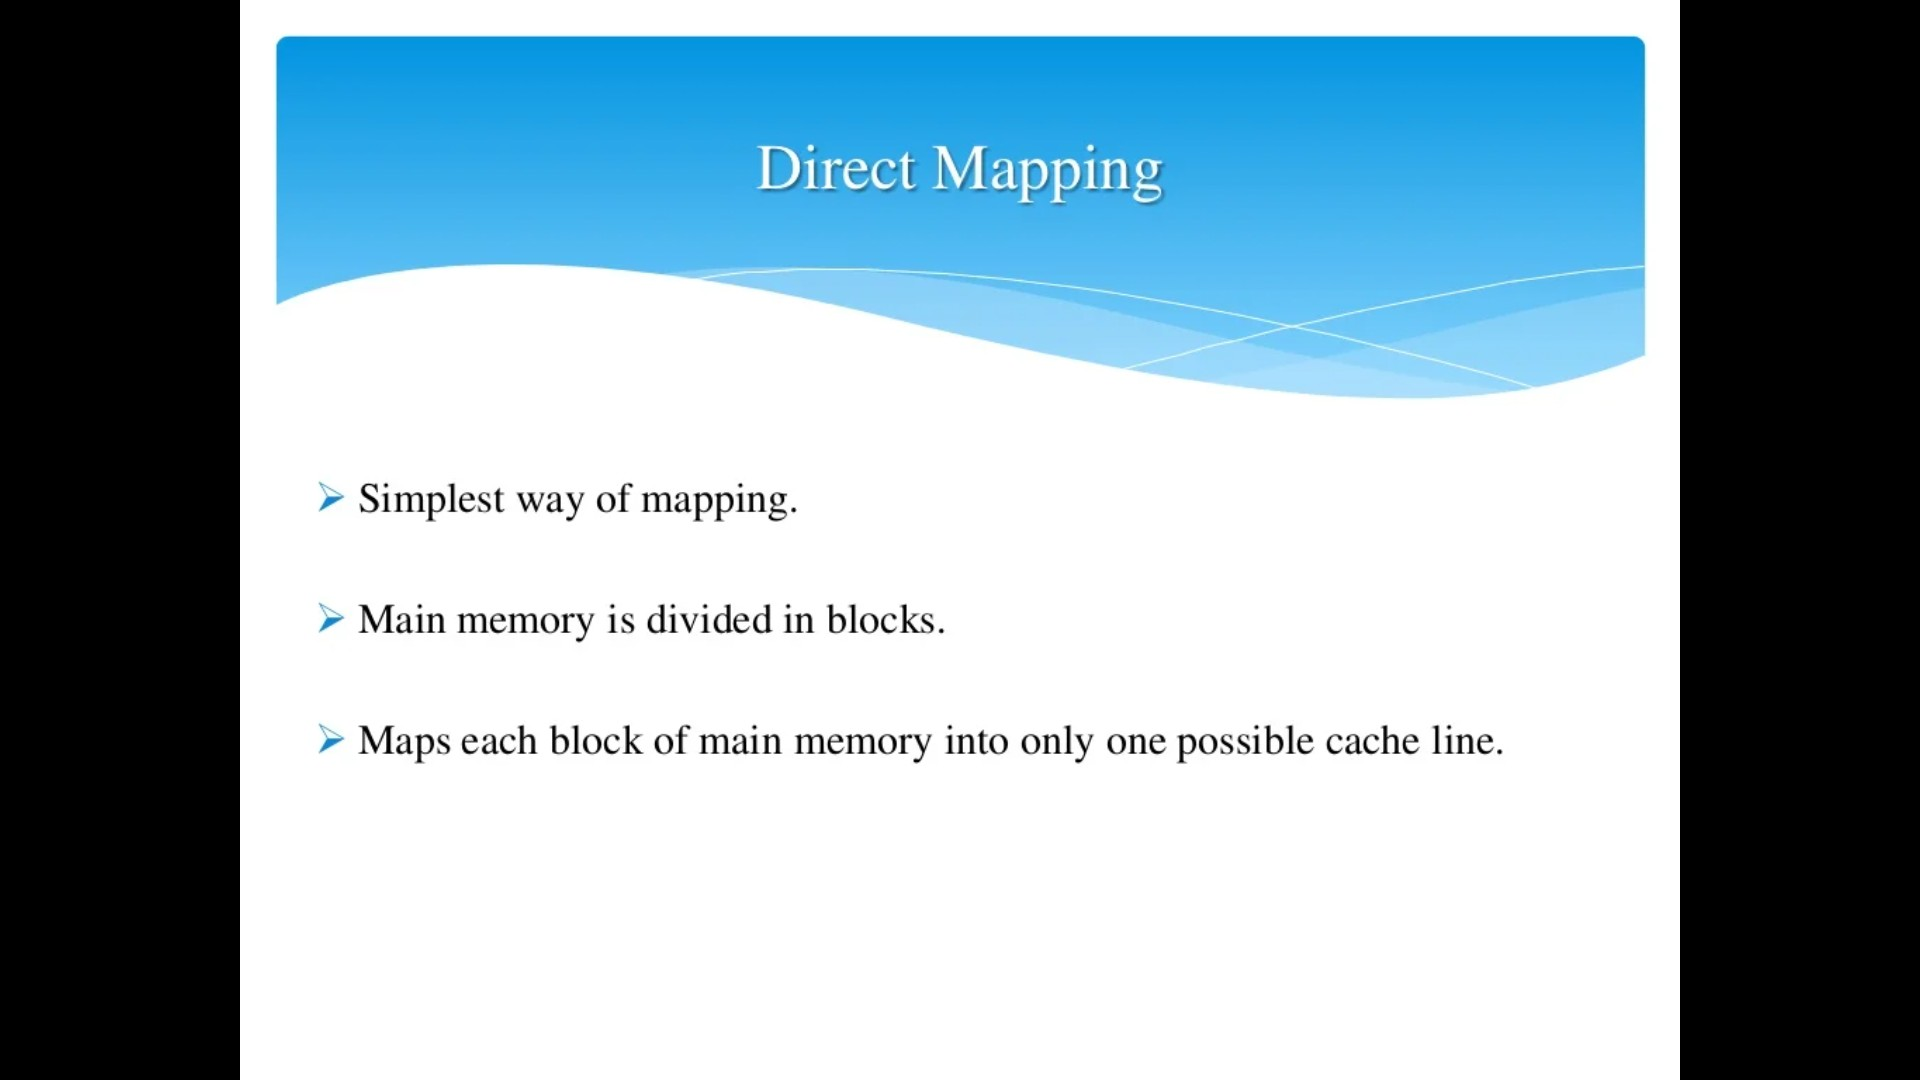 Direct Mapping
Simplest way of mapping.
Main memory is divided in blocks.
Maps each block of main memory into only one possible cache line.